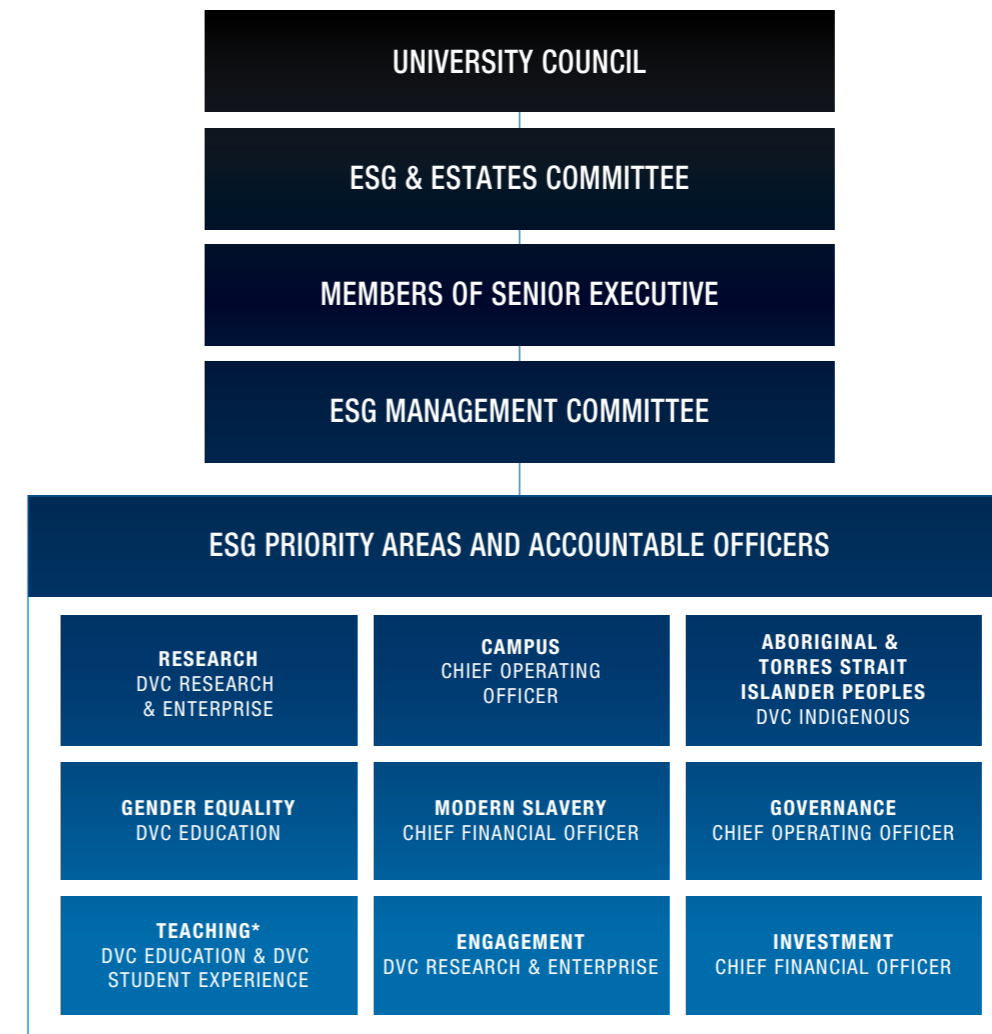 UNIVERSITY COUNCIL
ESG & ESTATES COMMITTEE
MEMBERS OF SENIOR EXECUTIVE
ESG MANAGEMENT COMMITTEE
ESG PRIORITY AREAS AND ACCOUNTABLE OFFICERS
RESEARCH
DVC RESEARCH
& ENTERPRISE
CAMPUS
CHIEF OPERATING
OFFICER
ABORIGINAL &
TORRES STRAIT
ISLANDER PEOPLES
DVC INDIGENOUS
GENDER EQUALITY
DVC EDUCATION
MODERN SLAVERY
CHIEF FINANCIAL OFFICER
GOVERNANCE
CHIEF OPERATING OFFICER
TEACHING*
DVC EDUCATION & DVC
STUDENT EXPERIENCE
ENGAGEMENT
DVC RESEARCH & ENTERPRISE
INVESTMENT
CHIEF FINANCIAL OFFICER